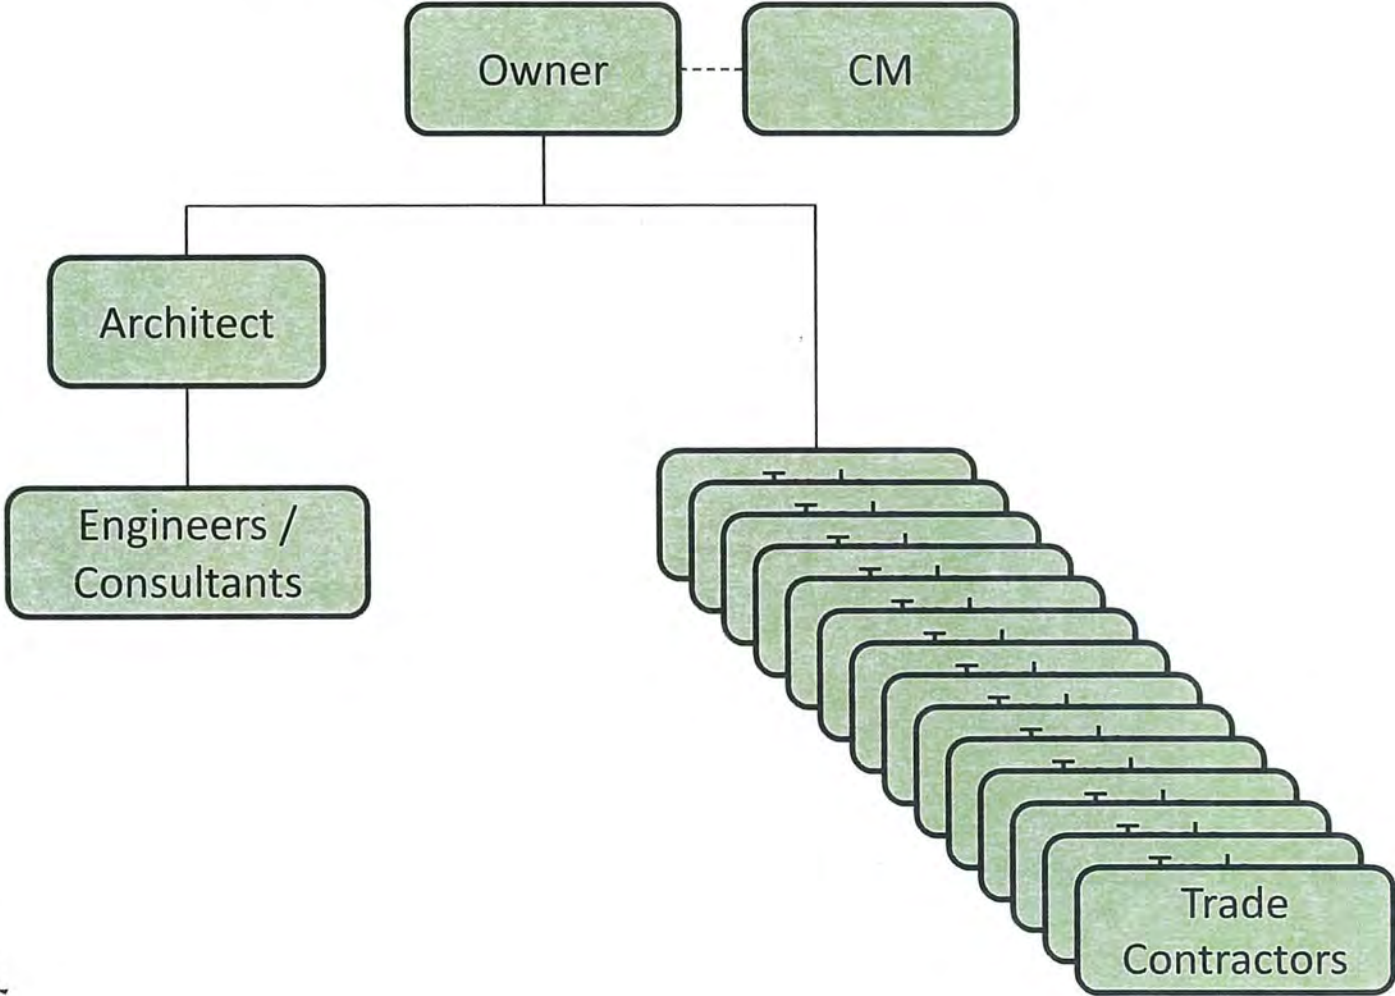 Owner
CM
Architect
Engineers /
Consultants
Trade
Contractors